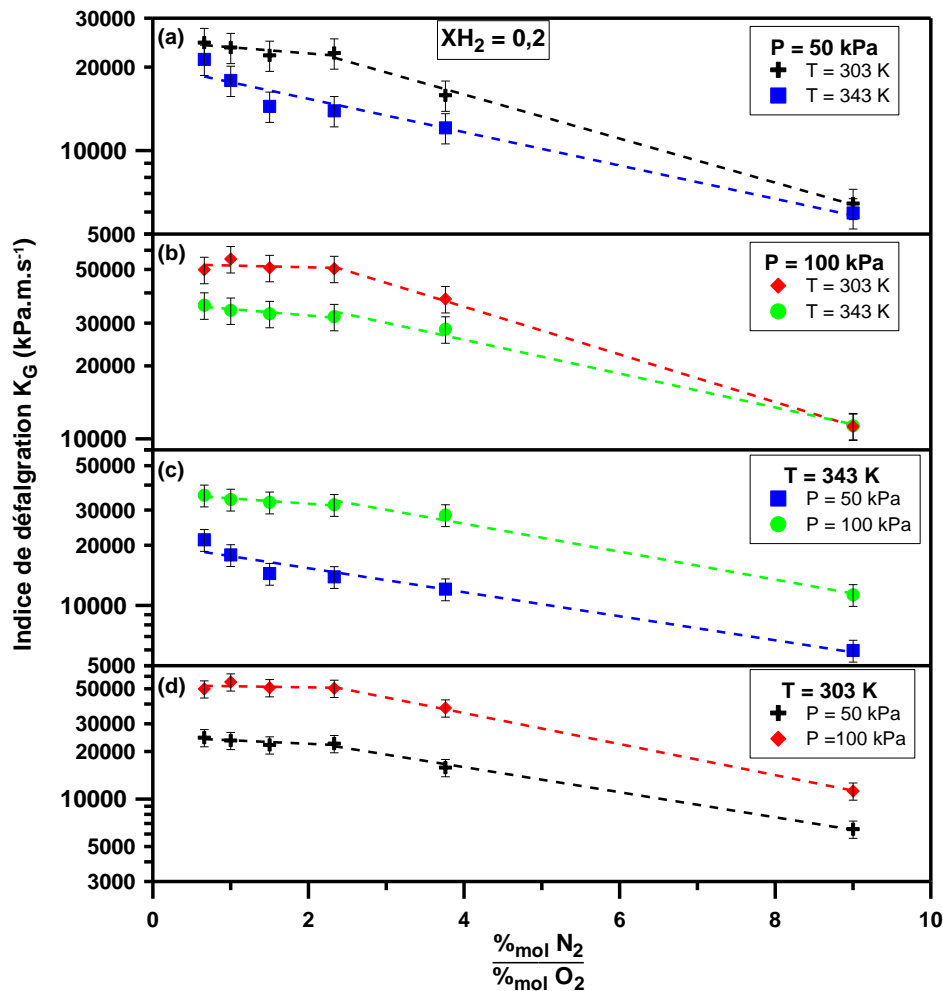 Indice de défalgration K_G (kPa.m.s⁻¹)
30000
20000
10000
5000
(a)
XH₂ = 0,2
P = 50 kPa
T = 303 K
T = 343 K
50000
30000
20000
10000
(b)
P = 100 kPa
T = 303 K
T = 343 K
50000
30000
20000
10000
5000
(c)
T = 343 K
P = 50 kPa
P = 100 kPa
50000
30000
20000
10000
3000
(d)
T = 303 K
P = 50 kPa
P =100 kPa
0 2 4 6 8 10
%mol N₂
%mol O₂